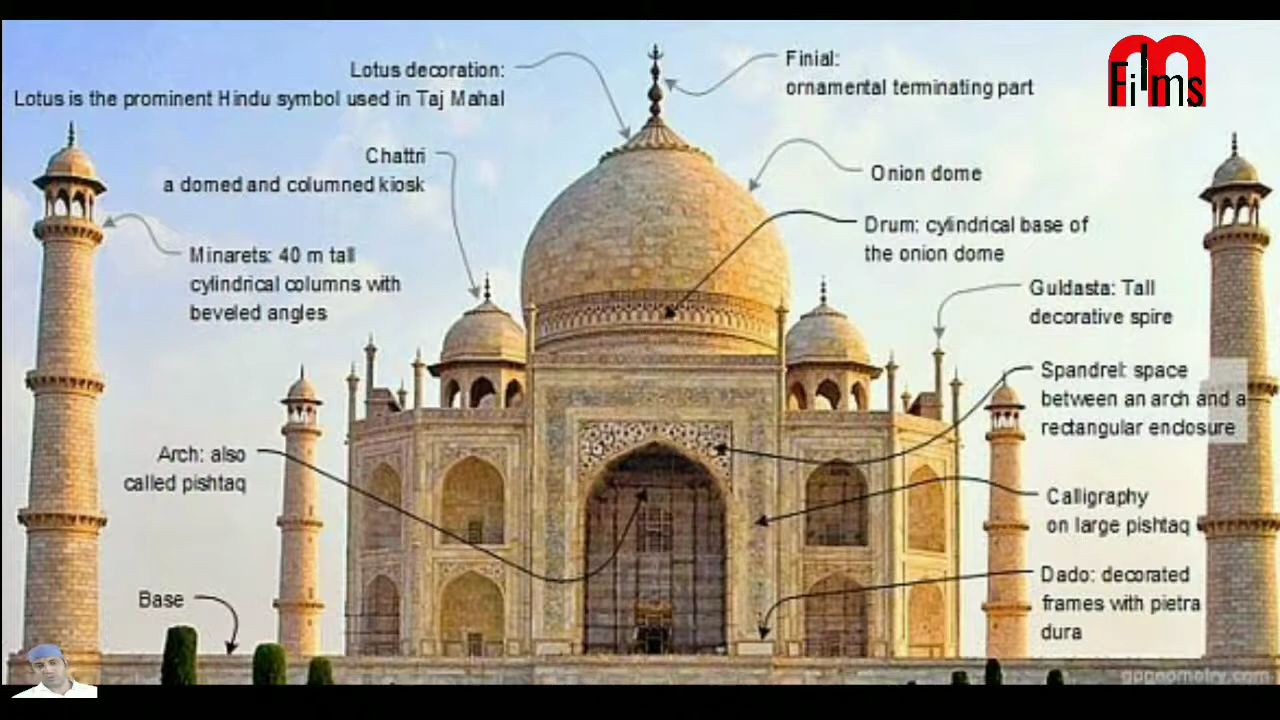 Films
Lotus decoration:
Lotus is the prominent Hindu symbol used in Taj Mahal
Finial:
ornamental terminating part
Chattri
a domed and columned kiosk
Onion dome
Minarets: 40 m tall
cylindrical columns with
beveled angles
Drum: cylindrical base of
the onion dome
Guldasta: Tall
decorative spire
Spandrel: space
between an arch and a
rectangular enclosure
Arch: also
called pishtaq
Calligraphy
on large pishtaq
Base
Dado: decorated
frames with pietra
dura
gogeometry.com